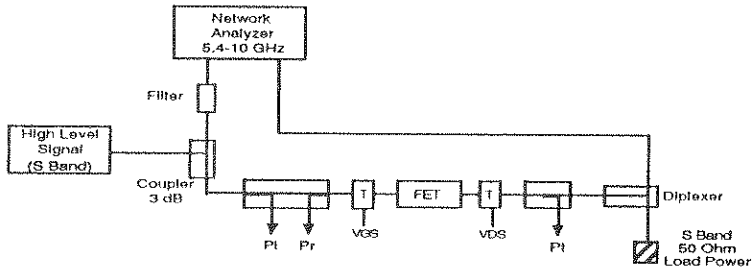 Network
Analyzer
5,4-10 GHz
Filter
High Level
Signal
(S Band)
Coupler
3 dB
T
FET
T
Diplexer
PI
Pr
VGS
VDS
Pt
S Band
50 Ohm
Load Power